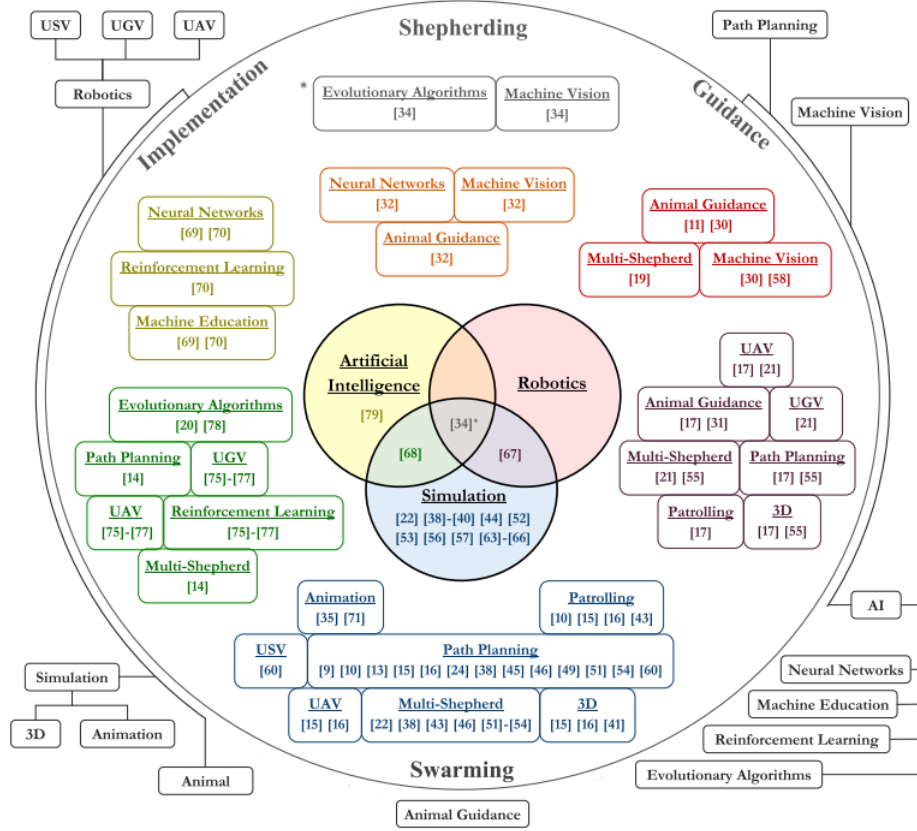 USV
UGV
UAV
Robotics
Shepherding
Implementation
Guidance
Path Planning
Machine Vision
*
Evolutionary Algorithms
[34]
Machine Vision
[34]
Neural Networks
[32]
Machine Vision
[32]
Animal Guidance
[32]
Neural Networks
[69] [70]
Reinforcement Learning
[70]
Machine Education
[69] [70]
Animal Guidance
[11] [30]
Multi-Shepherd
[19]
Machine Vision
[30] [58]
Artificial
Intelligence
[79]
Robotics
[34]*
[68]
[67]
Simulation
[22] [38]-[40] [44] [52]
[53] [56] [57] [63]-[66]
UAV
[17] [21]
Animal Guidance
[17] [31]
UGV
[21]
Multi-Shepherd
[21] [55]
Path Planning
[17] [55]
Patrolling
[17]
3D
[17] [55]
Evolutionary Algorithms
[20] [78]
Path Planning
[14]
UGV
[75]-[77]
UAV
[75]-[77]
Reinforcement Learning
[75]-[77]
Multi-Shepherd
[14]
Animation
[35] [71]
Patrolling
[10] [15] [16] [43]
USV
[60]
Path Planning
[9] [10] [13] [15] [16] [24] [38] [45] [46] [49] [51] [54] [60]
UAV
[15] [16]
Multi-Shepherd
[22] [38] [43] [46] [51]-[54]
3D
[15] [16] [41]
Simulation
3D
Animation
Animal
Swarming
Animal Guidance
AI
Neural Networks
Machine Education
Reinforcement Learning
Evolutionary Algorithms